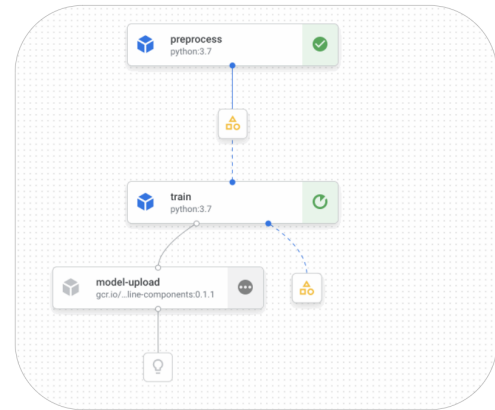 preprocess
python:3.7
train
python:3.7
model-upload
gcr.io/...line-components:0.1.1